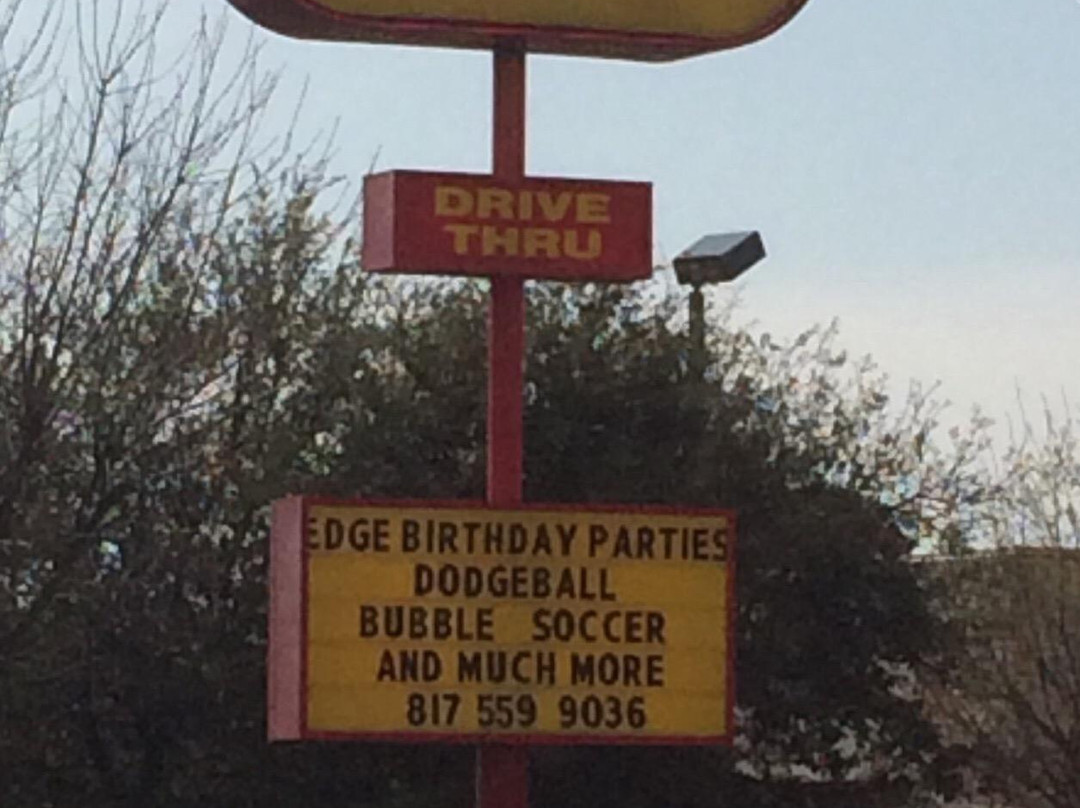 DRIVE
THRU
EDGE BIRTHDAY PARTIES
DODGEBALL
BUBBLE SOCCER
AND MUCH MORE
817 559 9036